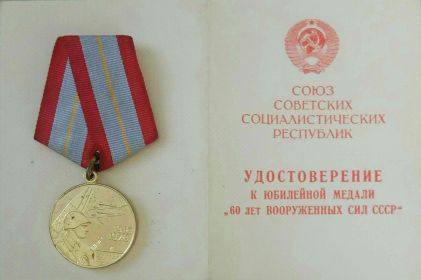 СОЮЗ
СОВЕТСКИХ
СОЦИАЛИСТИЧЕСКИХ
РЕСПУБЛИК
УДОСТОВЕРЕНИЕ
К ЮБИЛЕЙНОЙ МЕДАЛИ
„60 ЛЕТ ВООРУЖЕННЫХ СИЛ СССР“